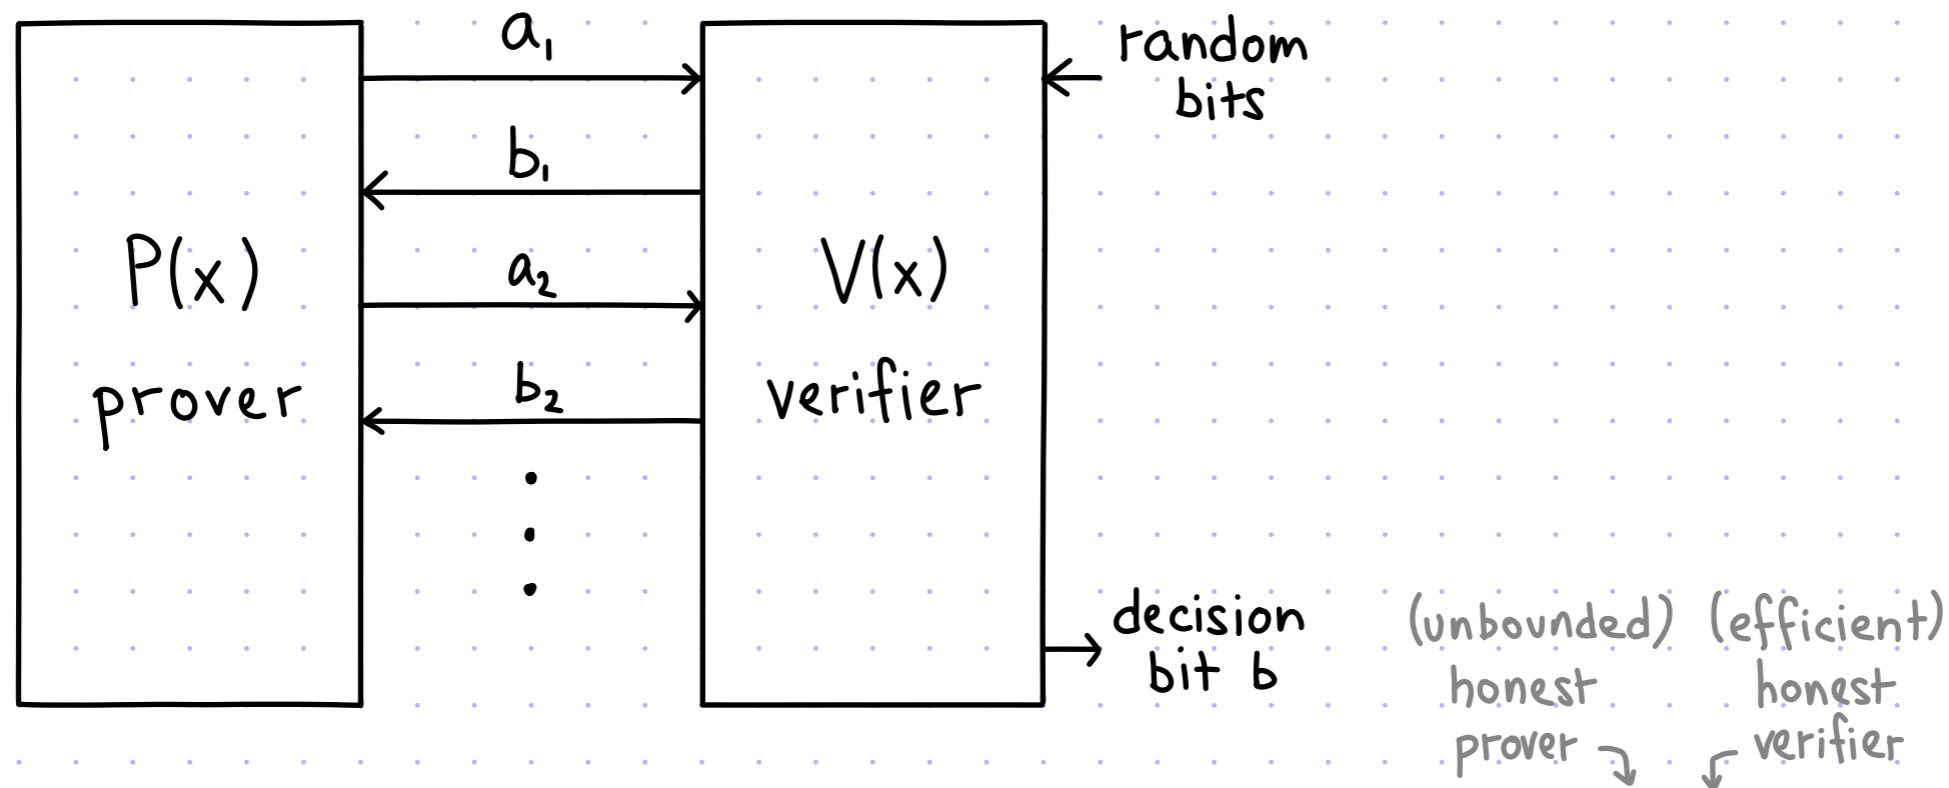 a₁
random
bits
b₁
P(x)
V(x)
a₂
prover
verifier
b₂
decision
bit b
(unbounded)
honest
prover
(efficient)
honest
verifier